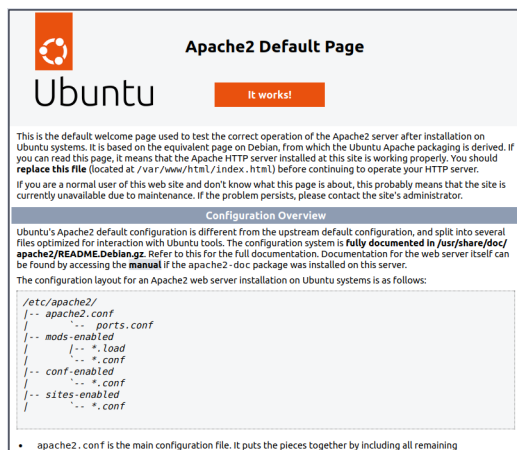 Apache2 Default Page
Ubuntu
It works!
This is the default welcome page used to test the correct operation of the Apache2 server after installation on
Ubuntu systems. It is based on the equivalent page on Debian, from which the Ubuntu Apache packaging is derived. If
you can read this page, it means that the Apache HTTP server installed at this site is working properly. You should
replace this file (located at /var/www/html/index.html) before continuing to operate your HTTP server.
If you are a normal user of this web site and don't know what this page is about, this probably means that the site is
currently unavailable due to maintenance. If the problem persists, please contact the site's administrator.
Configuration Overview
Ubuntu's Apache2 default configuration is different from the upstream default configuration, and split into several
files optimized for interaction with Ubuntu tools. The configuration system is fully documented in /usr/share/doc/
apache2/README.Debian.gz. Refer to this for the full documentation. Documentation for the web server itself can
be found by accessing the manual if the apache2-doc package was installed on this server.
The configuration layout for an Apache2 web server installation on Ubuntu systems is as follows:
/etc/apache2/
|-- apache2.conf
|       `--  ports.conf
|-- mods-enabled
|       |-- *.load
|       `-- *.conf
|-- conf-enabled
|       `-- *.conf
|-- sites-enabled
|       `-- *.conf
• apache2.conf is the main configuration file. It puts the pieces together by including all remaining